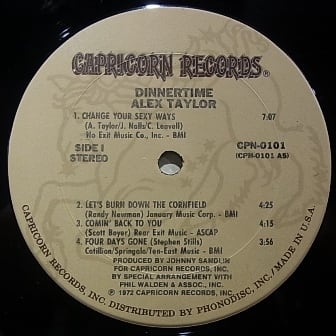 CAPRICORN RECORDS®
DINNERTIME
ALEX TAYLOR
1. CHANGE YOUR SEXY WAYS 7:07
(A. Taylor/J. Nalls/C. Leavell)
No Exit Music Co., Inc. - BMI
SIDE I CPN-0101
STEREO (CPN-0101 AS)
2. LET'S BURN DOWN THE CORNFIELD 4:25
(Randy Newman) January Music Corp. - BMI
3. COMIN' BACK TO YOU 4:15
(Scott Boyer) Rear Exit Music - ASCAP
4. FOUR DAYS GONE (Stephen Stills) 3:56
Cotillion/Springalo/Ten-East Music - BMI
PRODUCED BY JOHNNY SANDLIN
FOR CAPRICORN RECORDS, INC.
BY SPECIAL ARRANGEMENT WITH
PHIL WALDEN & ASSOC., INC.
℗ 1972 CAPRICORN RECORDS, INC.
CAPRICORN RECORDS, INC. DISTRIBUTED BY PHONODISC, INC./MADE IN U.S.A.